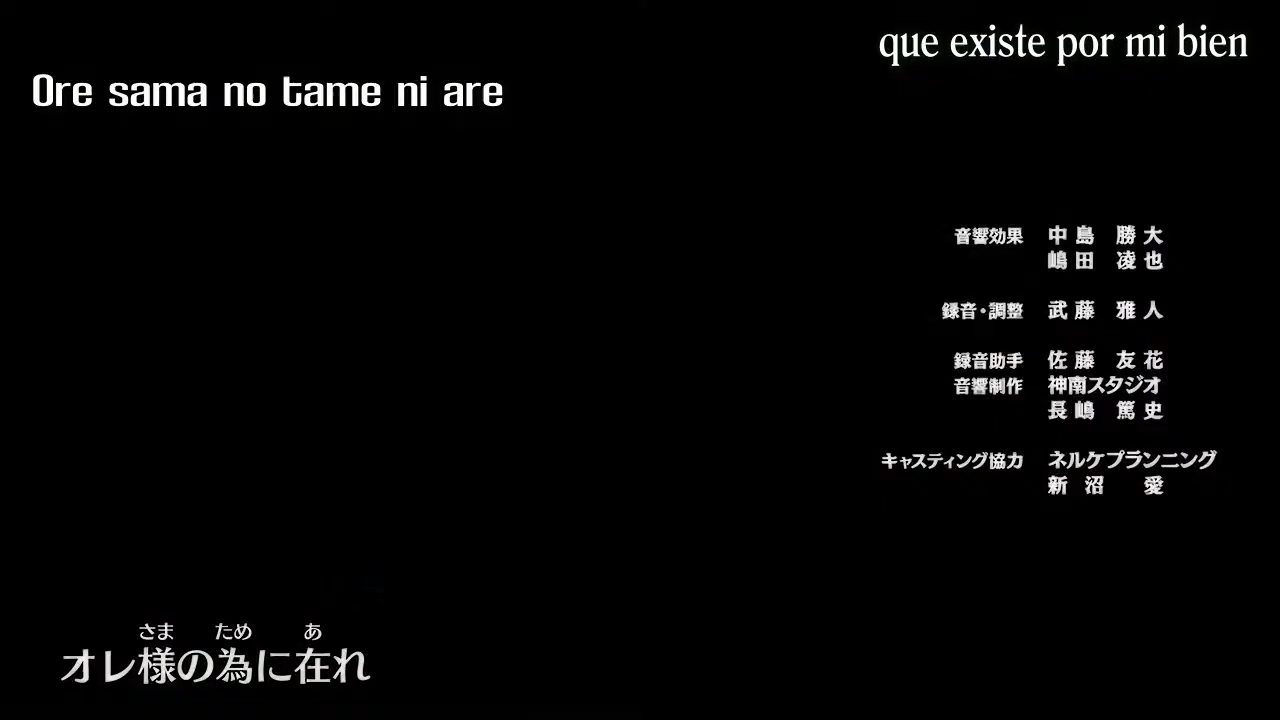 que existe por mi bien
Ore sama no tame ni are
音響効果 中島 勝大
嶋田 凌也
録音・調整 武藤 雅人
録音助手 佐藤 友花
音響制作 神南スタジオ
長嶋 篤史
キャスティング協力 ネルケプランニング
新沼 愛
さま ため あ
オレ様の為に在れ